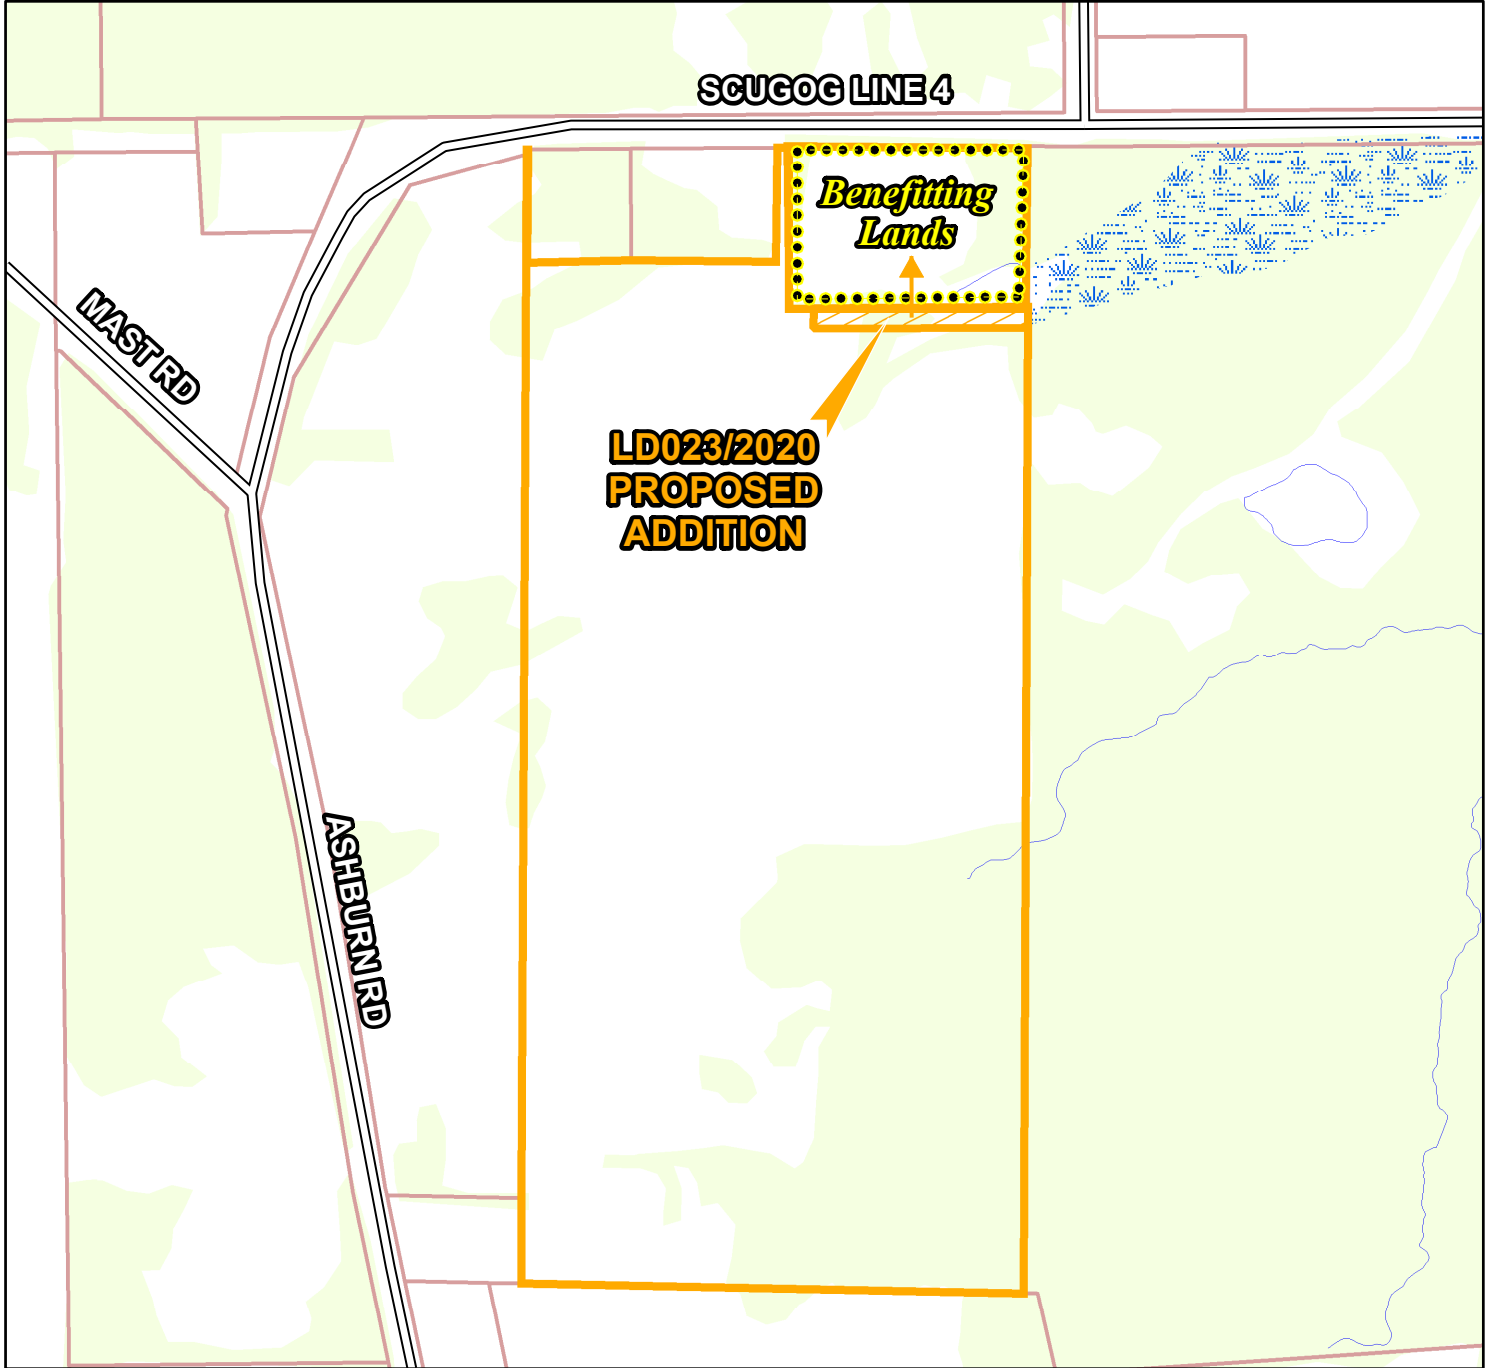 SCUGOG LINE 4
Benefitting
Lands
MAST RD
LD023/2020
PROPOSED
ADDITION
ASHBURN RD